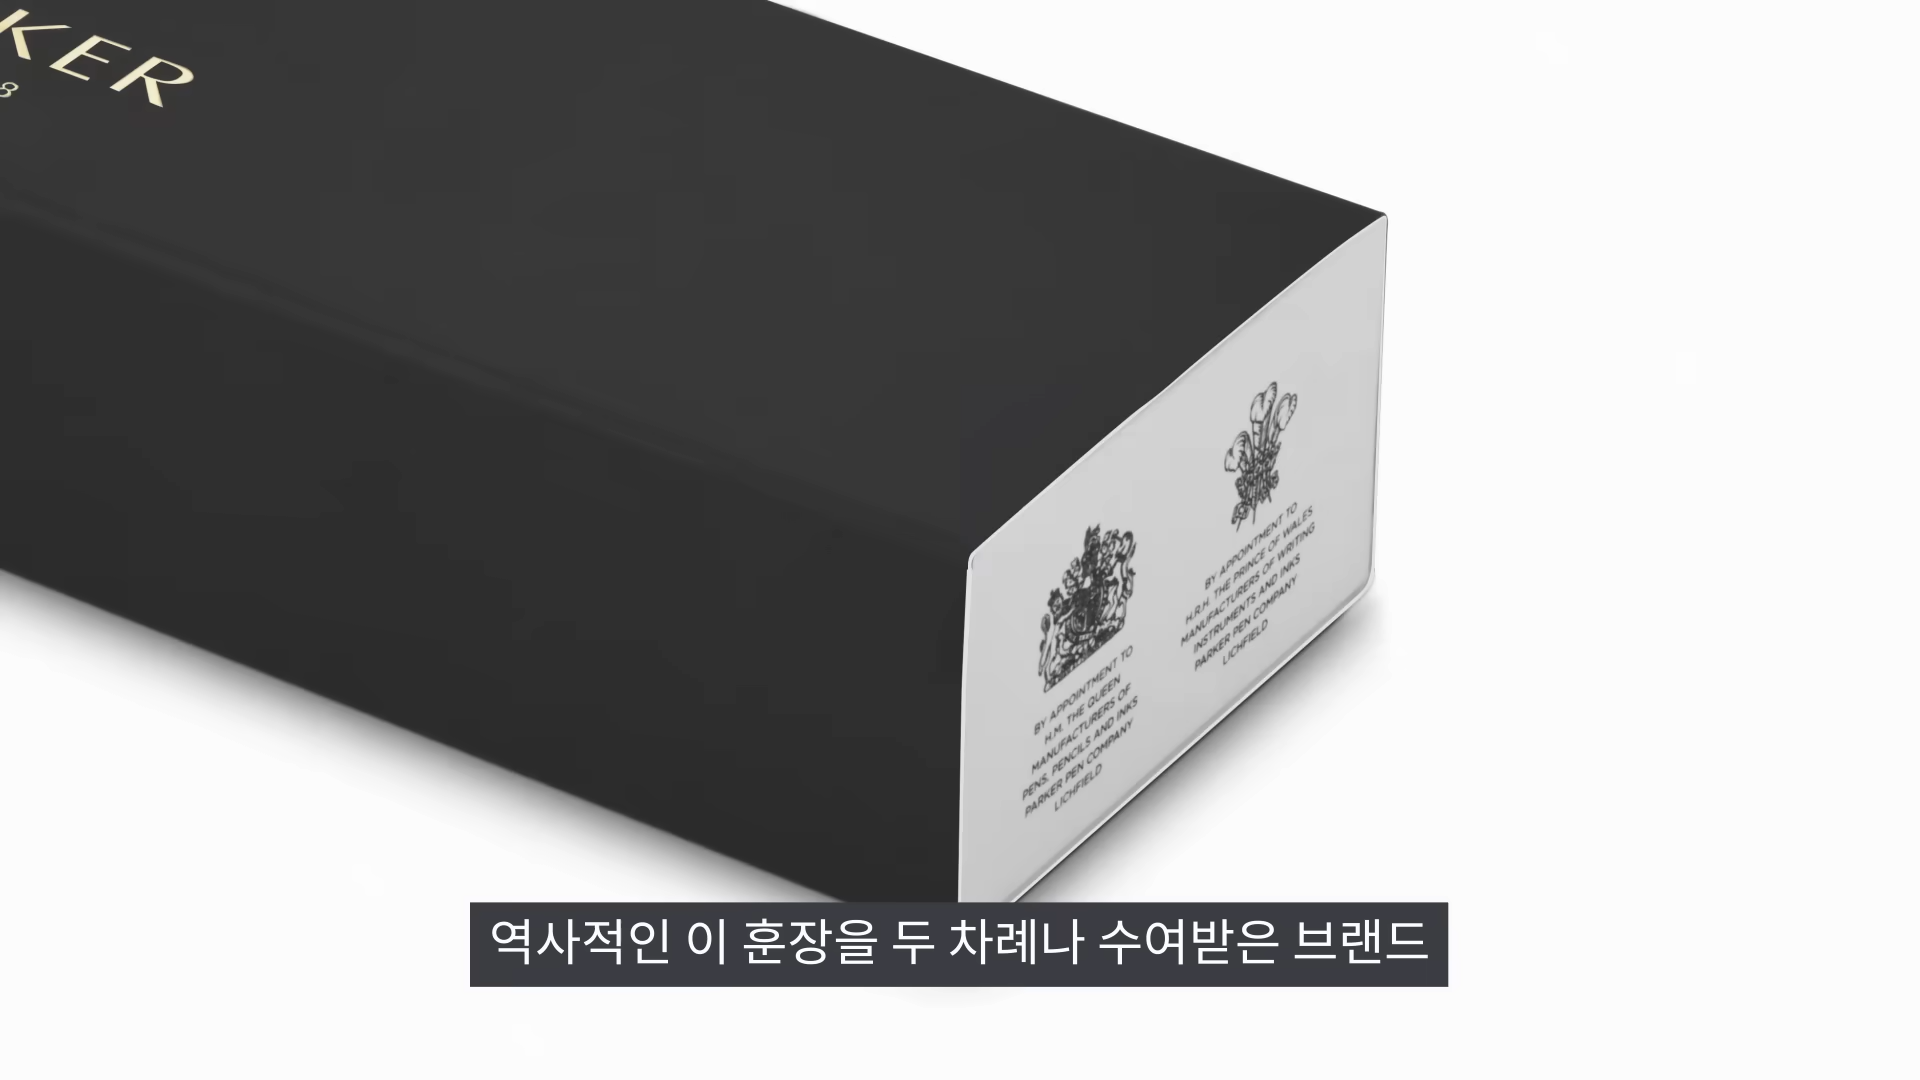 KER
8
BY APPOINTMENT TO
H.M. THE QUEEN
MANUFACTURERS OF
PENS, PENCILS AND INKS
PARKER PEN COMPANY
LICHFIELD
BY APPOINTMENT TO
H.R.H. THE PRINCE OF WALES
MANUFACTURERS OF WRITING
INSTRUMENTS AND INKS
PARKER PEN COMPANY
LICHFIELD
역사적인 이 훈장을 두 차례나 수여받은 브랜드